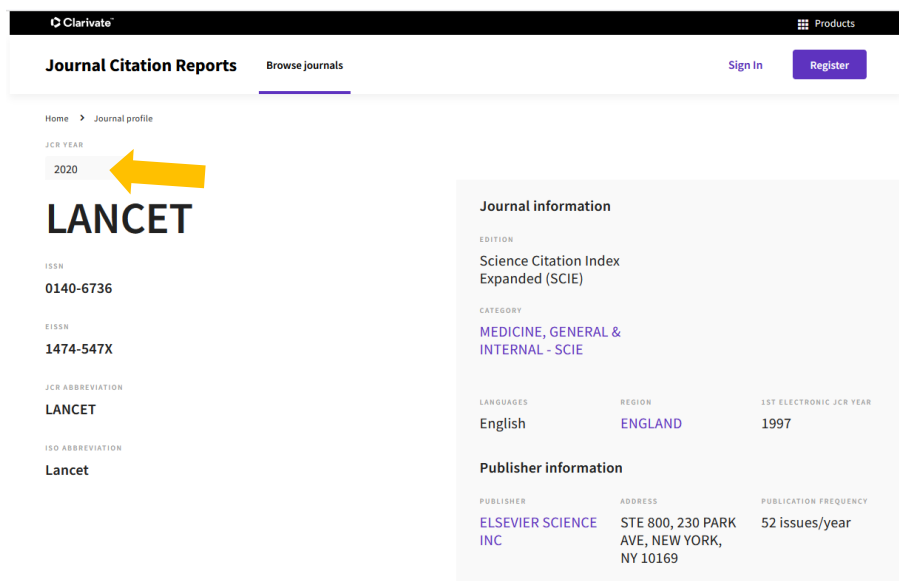 Clarivate™
Products
Journal Citation Reports
Browse journals
Sign In
Register
Home > Journal profile
JCR YEAR
2020
LANCET
ISSN
0140-6736
EISSN
1474-547X
JCR ABBREVIATION
LANCET
ISO ABBREVIATION
Lancet
Journal information
EDITION
Science Citation Index
Expanded (SCIE)
CATEGORY
MEDICINE, GENERAL &
INTERNAL - SCIE
LANGUAGES
English
REGION
ENGLAND
1ST ELECTRONIC JCR YEAR
1997
Publisher information
PUBLISHER
ELSEVIER SCIENCE
INC
ADDRESS
STE 800, 230 PARK
AVE, NEW YORK,
NY 10169
PUBLICATION FREQUENCY
52 issues/year